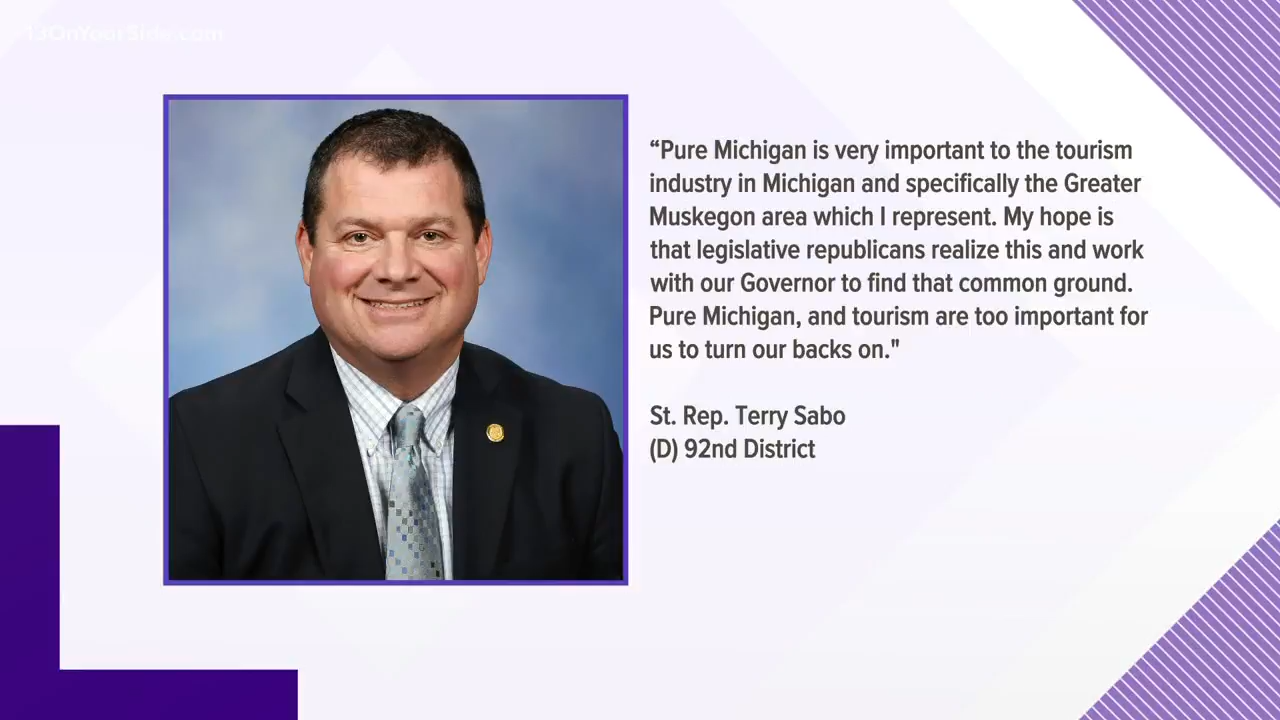 13OnYourSide.com
“Pure Michigan is very important to the tourism
industry in Michigan and specifically the Greater
Muskegon area which I represent. My hope is
that legislative republicans realize this and work
with our Governor to find that common ground.
Pure Michigan, and tourism are too important for
us to turn our backs on."
St. Rep. Terry Sabo
(D) 92nd District